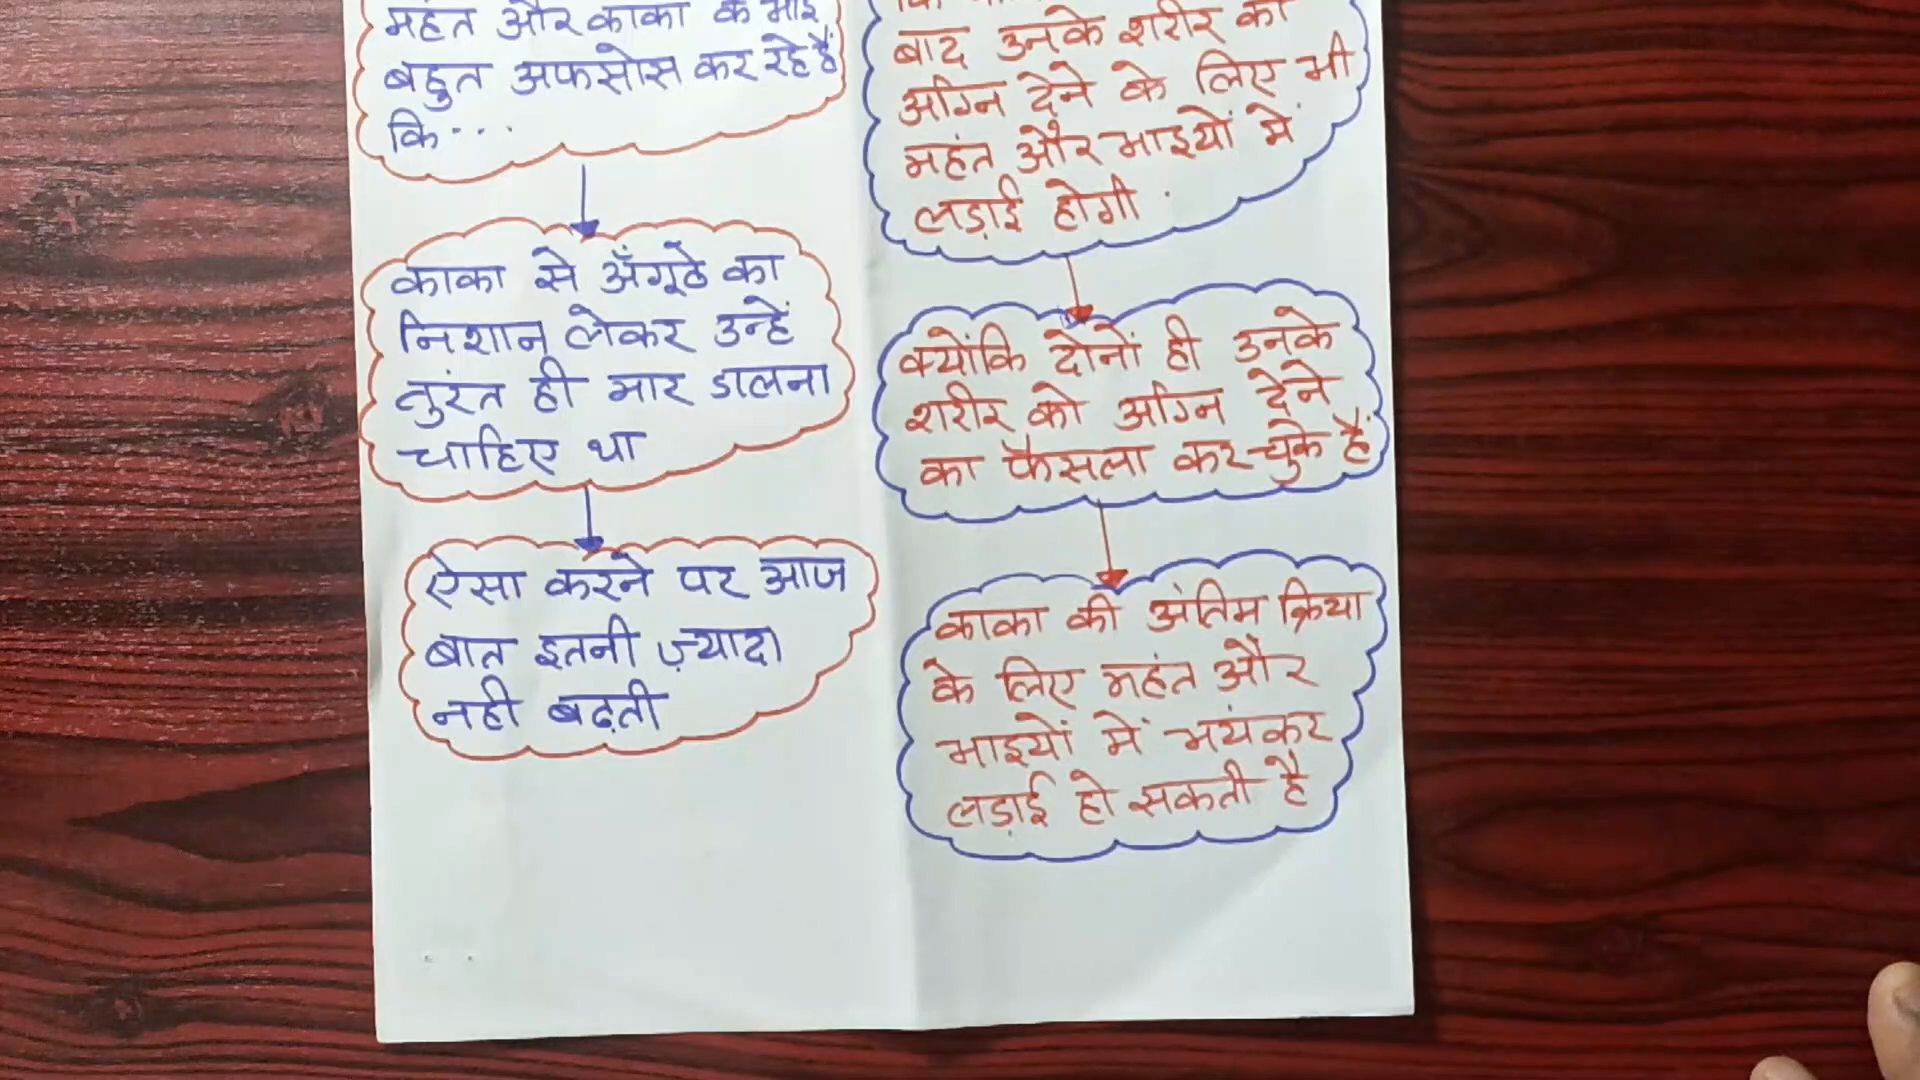 महंत और काका के भाई
बहुत अफसोस कर रहे हैं
कि...
काका से अँगूठे का
निशान लेकर उन्हें
तुरंत ही मार डालना
चाहिए था
ऐसा करने पर आज
बात इतनी ज़्यादा
नही बढ़ती
बाद उनके शरीर को
अग्नि देने के लिए भी
महंत और भाइयों में
लड़ाई होगी.
क्योंकि दोनों ही उनके
शरीर को अग्नि देने
का फैसला कर चुके हैं
काका की अंतिम क्रिया
के लिए महंत और
भाइयों में भयंकर
लड़ाई हो सकती है